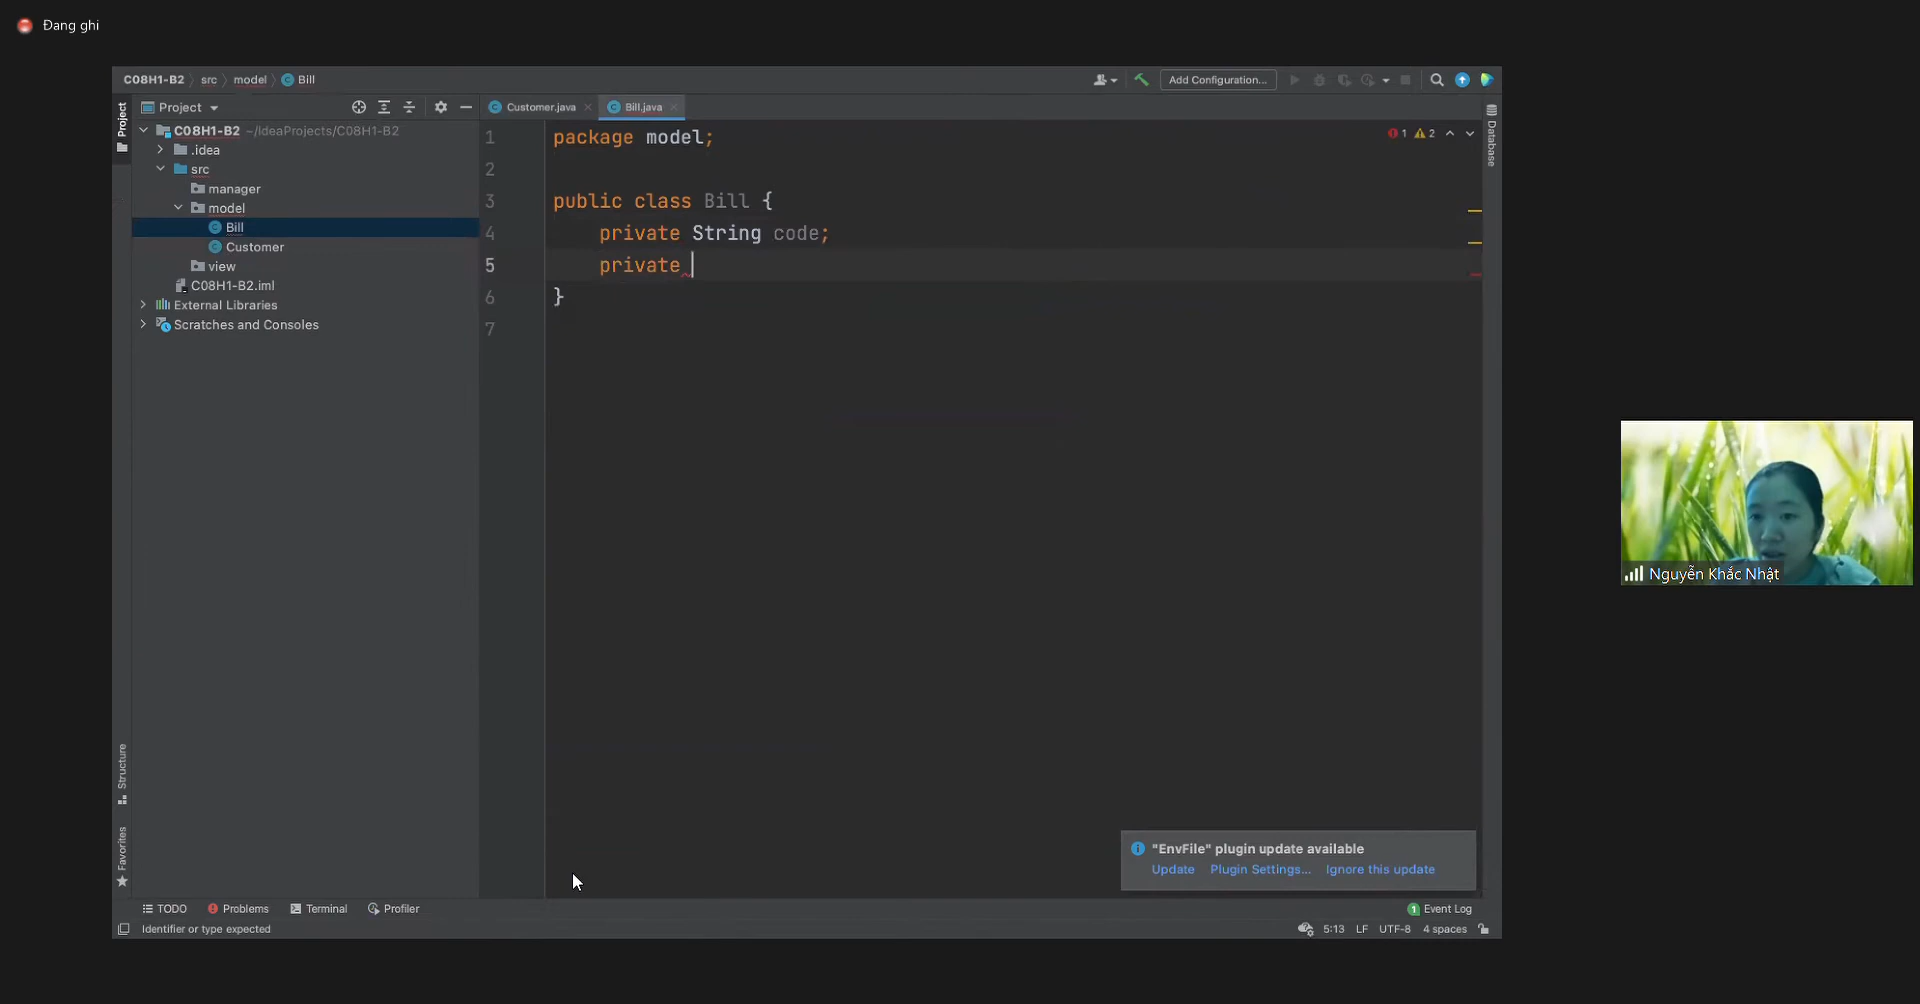 Đang ghi
C08H1-B2 src model Bill
Add Configuration...
Project
Customer.java
Bill.java
Project
C08H1-B2 ~/IdeaProjects/C08H1-B2
.idea
src
manager
model
Bill
Customer
view
C08H1-B2.iml
External Libraries
Scratches and Consoles
1 package model;
2
3 public class Bill {
4 private String code;
5 private
6 }
7
1 2
Database
Nguyễn Khắc Nhật
Structure
Favorites
"EnvFile" plugin update available
Update Plugin Settings... Ignore this update
TODO Problems Terminal Profiler
1 Event Log
Identifier or type expected
5:13 LF UTF-8 4 spaces